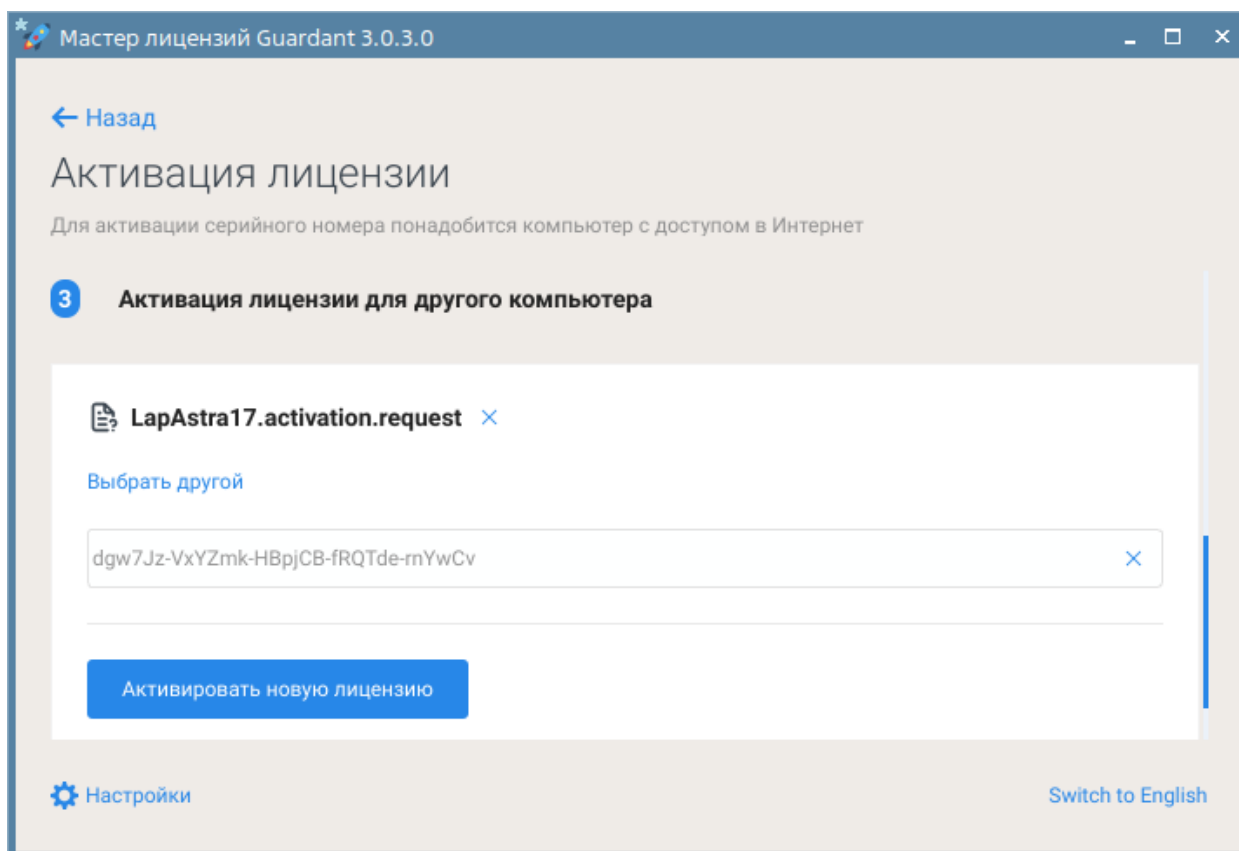 Мастер лицензий Guardant 3.0.3.0
Назад
Активация лицензии
Для активации серийного номера понадобится компьютер с доступом в Интернет
3 Активация лицензии для другого компьютера
LapAstra17.activation.request
Выбрать другой
dgw7Jz-VxYZmk-HBpjCB-fRQTde-rnYwCv
Активировать новую лицензию
Настройки
Switch to English